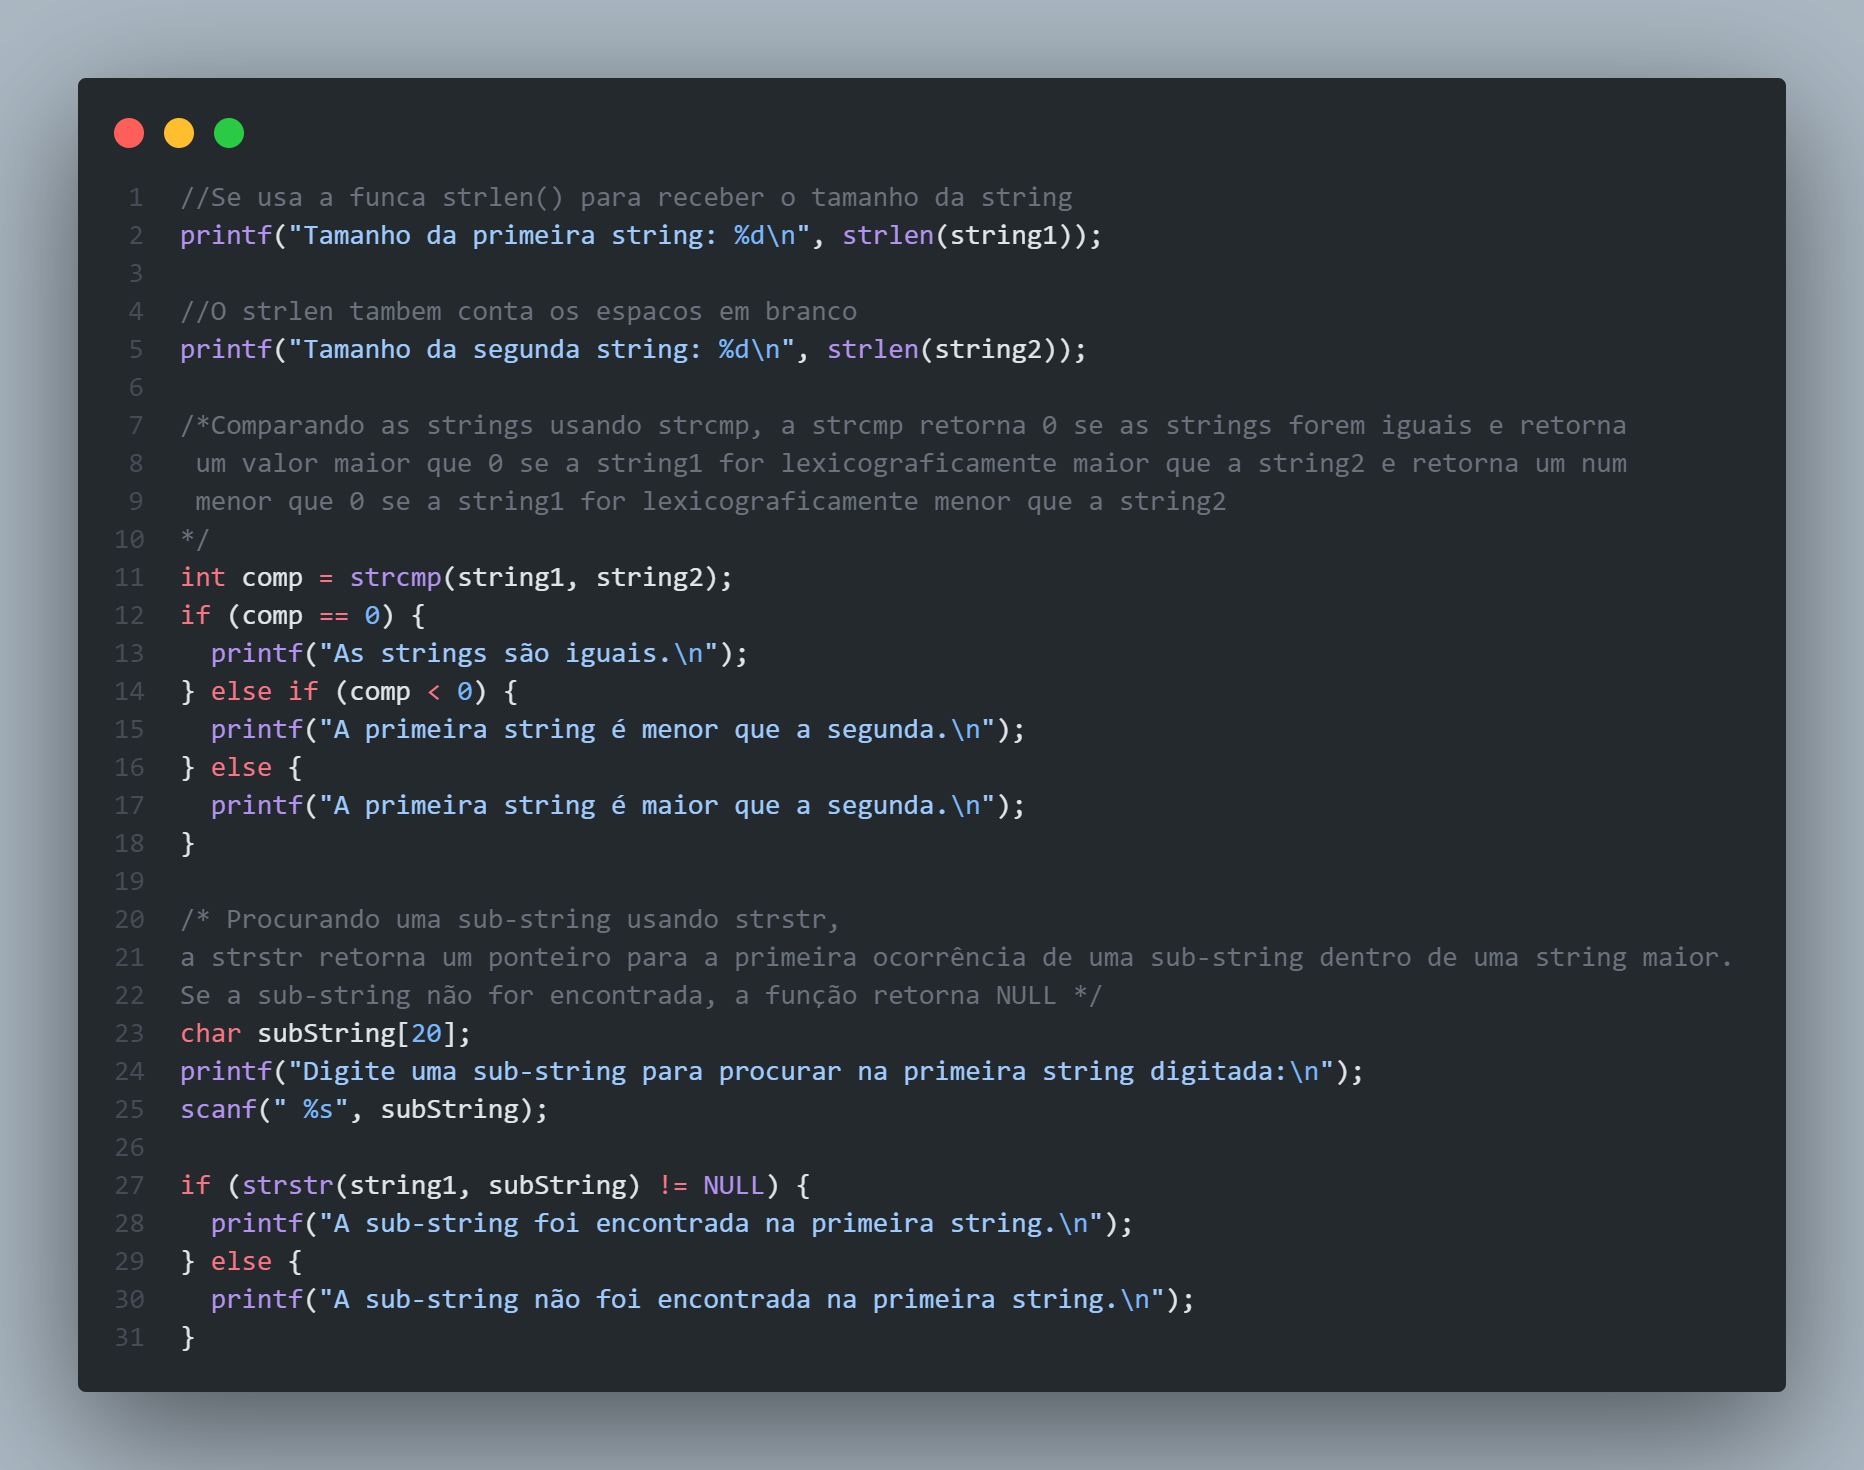 1 //Se usa a funca strlen() para receber o tamanho da string
2 printf("Tamanho da primeira string: %d\n", strlen(string1));
3
4 //O strlen tambem conta os espacos em branco
5 printf("Tamanho da segunda string: %d\n", strlen(string2));
6
7 /*Comparando as strings usando strcmp, a strcmp retorna 0 se as strings forem iguais e retorna
8  um valor maior que 0 se a string1 for lexicograficamente maior que a string2 e retorna um num
9  menor que 0 se a string1 for lexicograficamente menor que a string2
10 */
11 int comp = strcmp(string1, string2);
12 if (comp == 0) {
13   printf("As strings são iguais.\n");
14 } else if (comp < 0) {
15   printf("A primeira string é menor que a segunda.\n");
16 } else {
17   printf("A primeira string é maior que a segunda.\n");
18 }
19
20 /* Procurando uma sub-string usando strstr,
21 a strstr retorna um ponteiro para a primeira ocorrência de uma sub-string dentro de uma string maior.
22 Se a sub-string não for encontrada, a função retorna NULL */
23 char subString[20];
24 printf("Digite uma sub-string para procurar na primeira string digitada:\n");
25 scanf(" %s", subString);
26
27 if (strstr(string1, subString) != NULL) {
28   printf("A sub-string foi encontrada na primeira string.\n");
29 } else {
30   printf("A sub-string não foi encontrada na primeira string.\n");
31 }